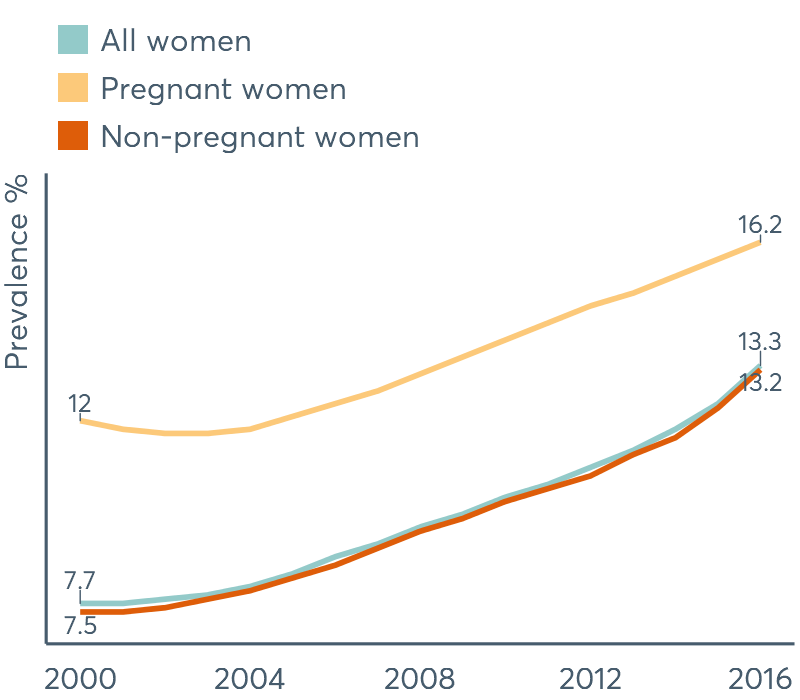 All women
Pregnant women
Non-pregnant women
Prevalence %
16.2
13.3
13.2
12
7.7
7.5
2000 2004 2008 2012 2016